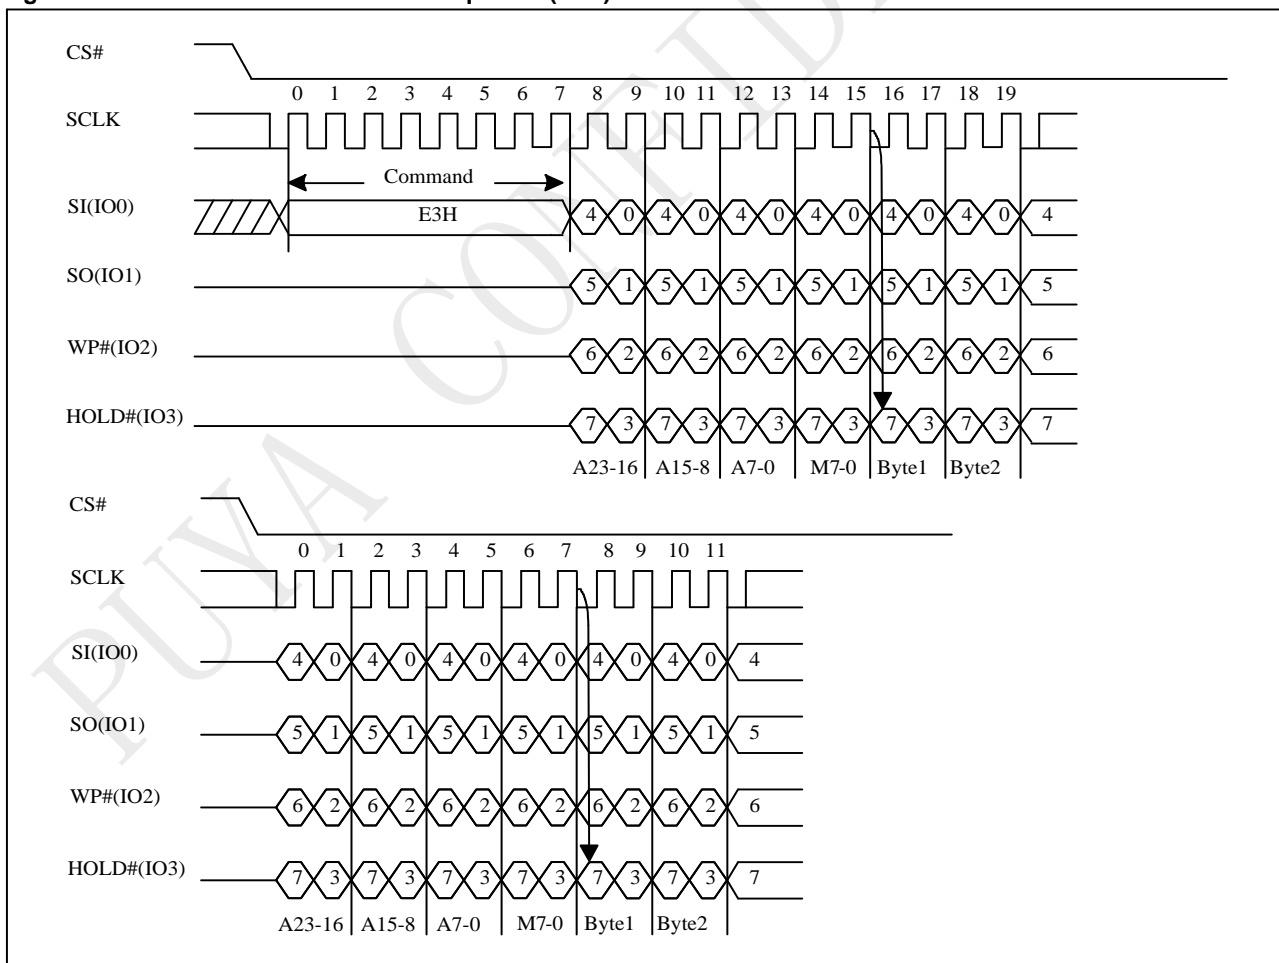 CS#
0 1 2 3 4 5 6 7 8 9 10 11 12 13 14 15 16 17 18 19
SCLK
Command
SI(IO0) E3H 4 0 4 0 4 0 4 0 4 0 4 0 4
SO(IO1) 5 1 5 1 5 1 5 1 5 1 5 1 5
WP#(IO2) 6 2 6 2 6 2 6 2 6 2 6 2 6
HOLD#(IO3) 7 3 7 3 7 3 7 3 7 3 7 3 7
A23-16 A15-8 A7-0 M7-0 Byte1 Byte2
CS#
0 1 2 3 4 5 6 7 8 9 10 11
SCLK
SI(IO0) 4 0 4 0 4 0 4 0 4 0 4 0 4
SO(IO1) 5 1 5 1 5 1 5 1 5 1 5 1 5
WP#(IO2) 6 2 6 2 6 2 6 2 6 2 6 2 6
HOLD#(IO3) 7 3 7 3 7 3 7 3 7 3 7 3 7
A23-16 A15-8 A7-0 M7-0 Byte1 Byte2
PUYA CONFID